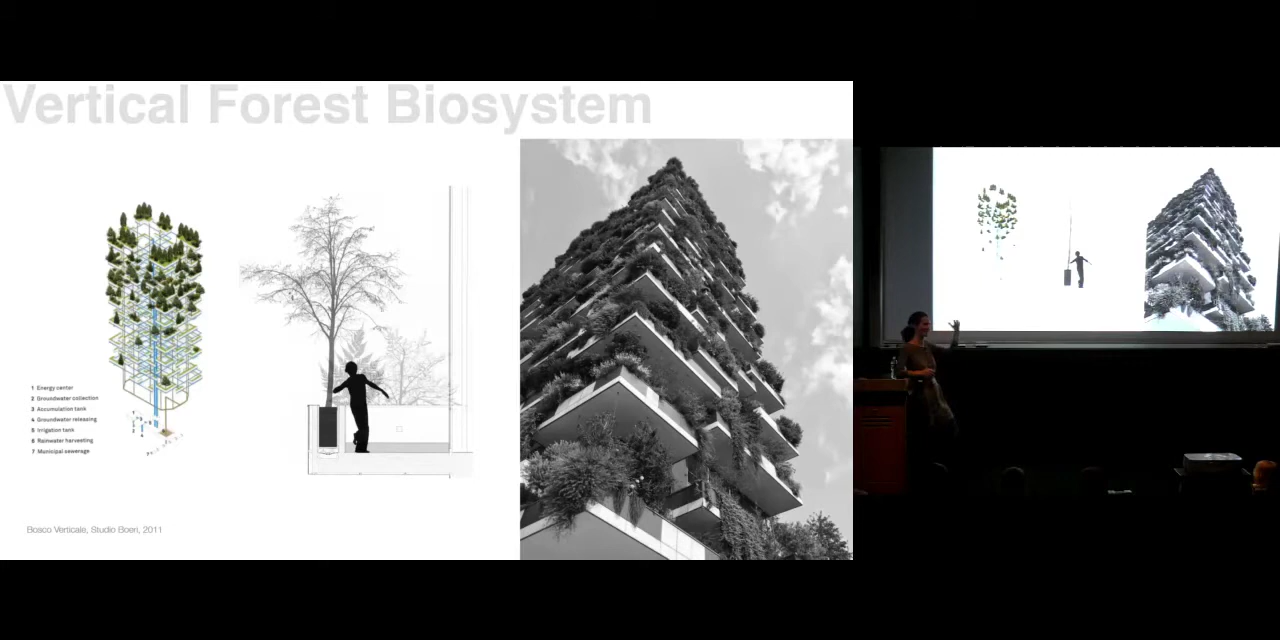 Vertical Forest Biosystem
1 Energy center
2 Groundwater collection
3 Accumulation tank
4 Groundwater releasing
5 Irrigation tank
6 Rainwater harvesting
7 Municipal sewerage
Bosco Verticale, Studio Boeri, 2011